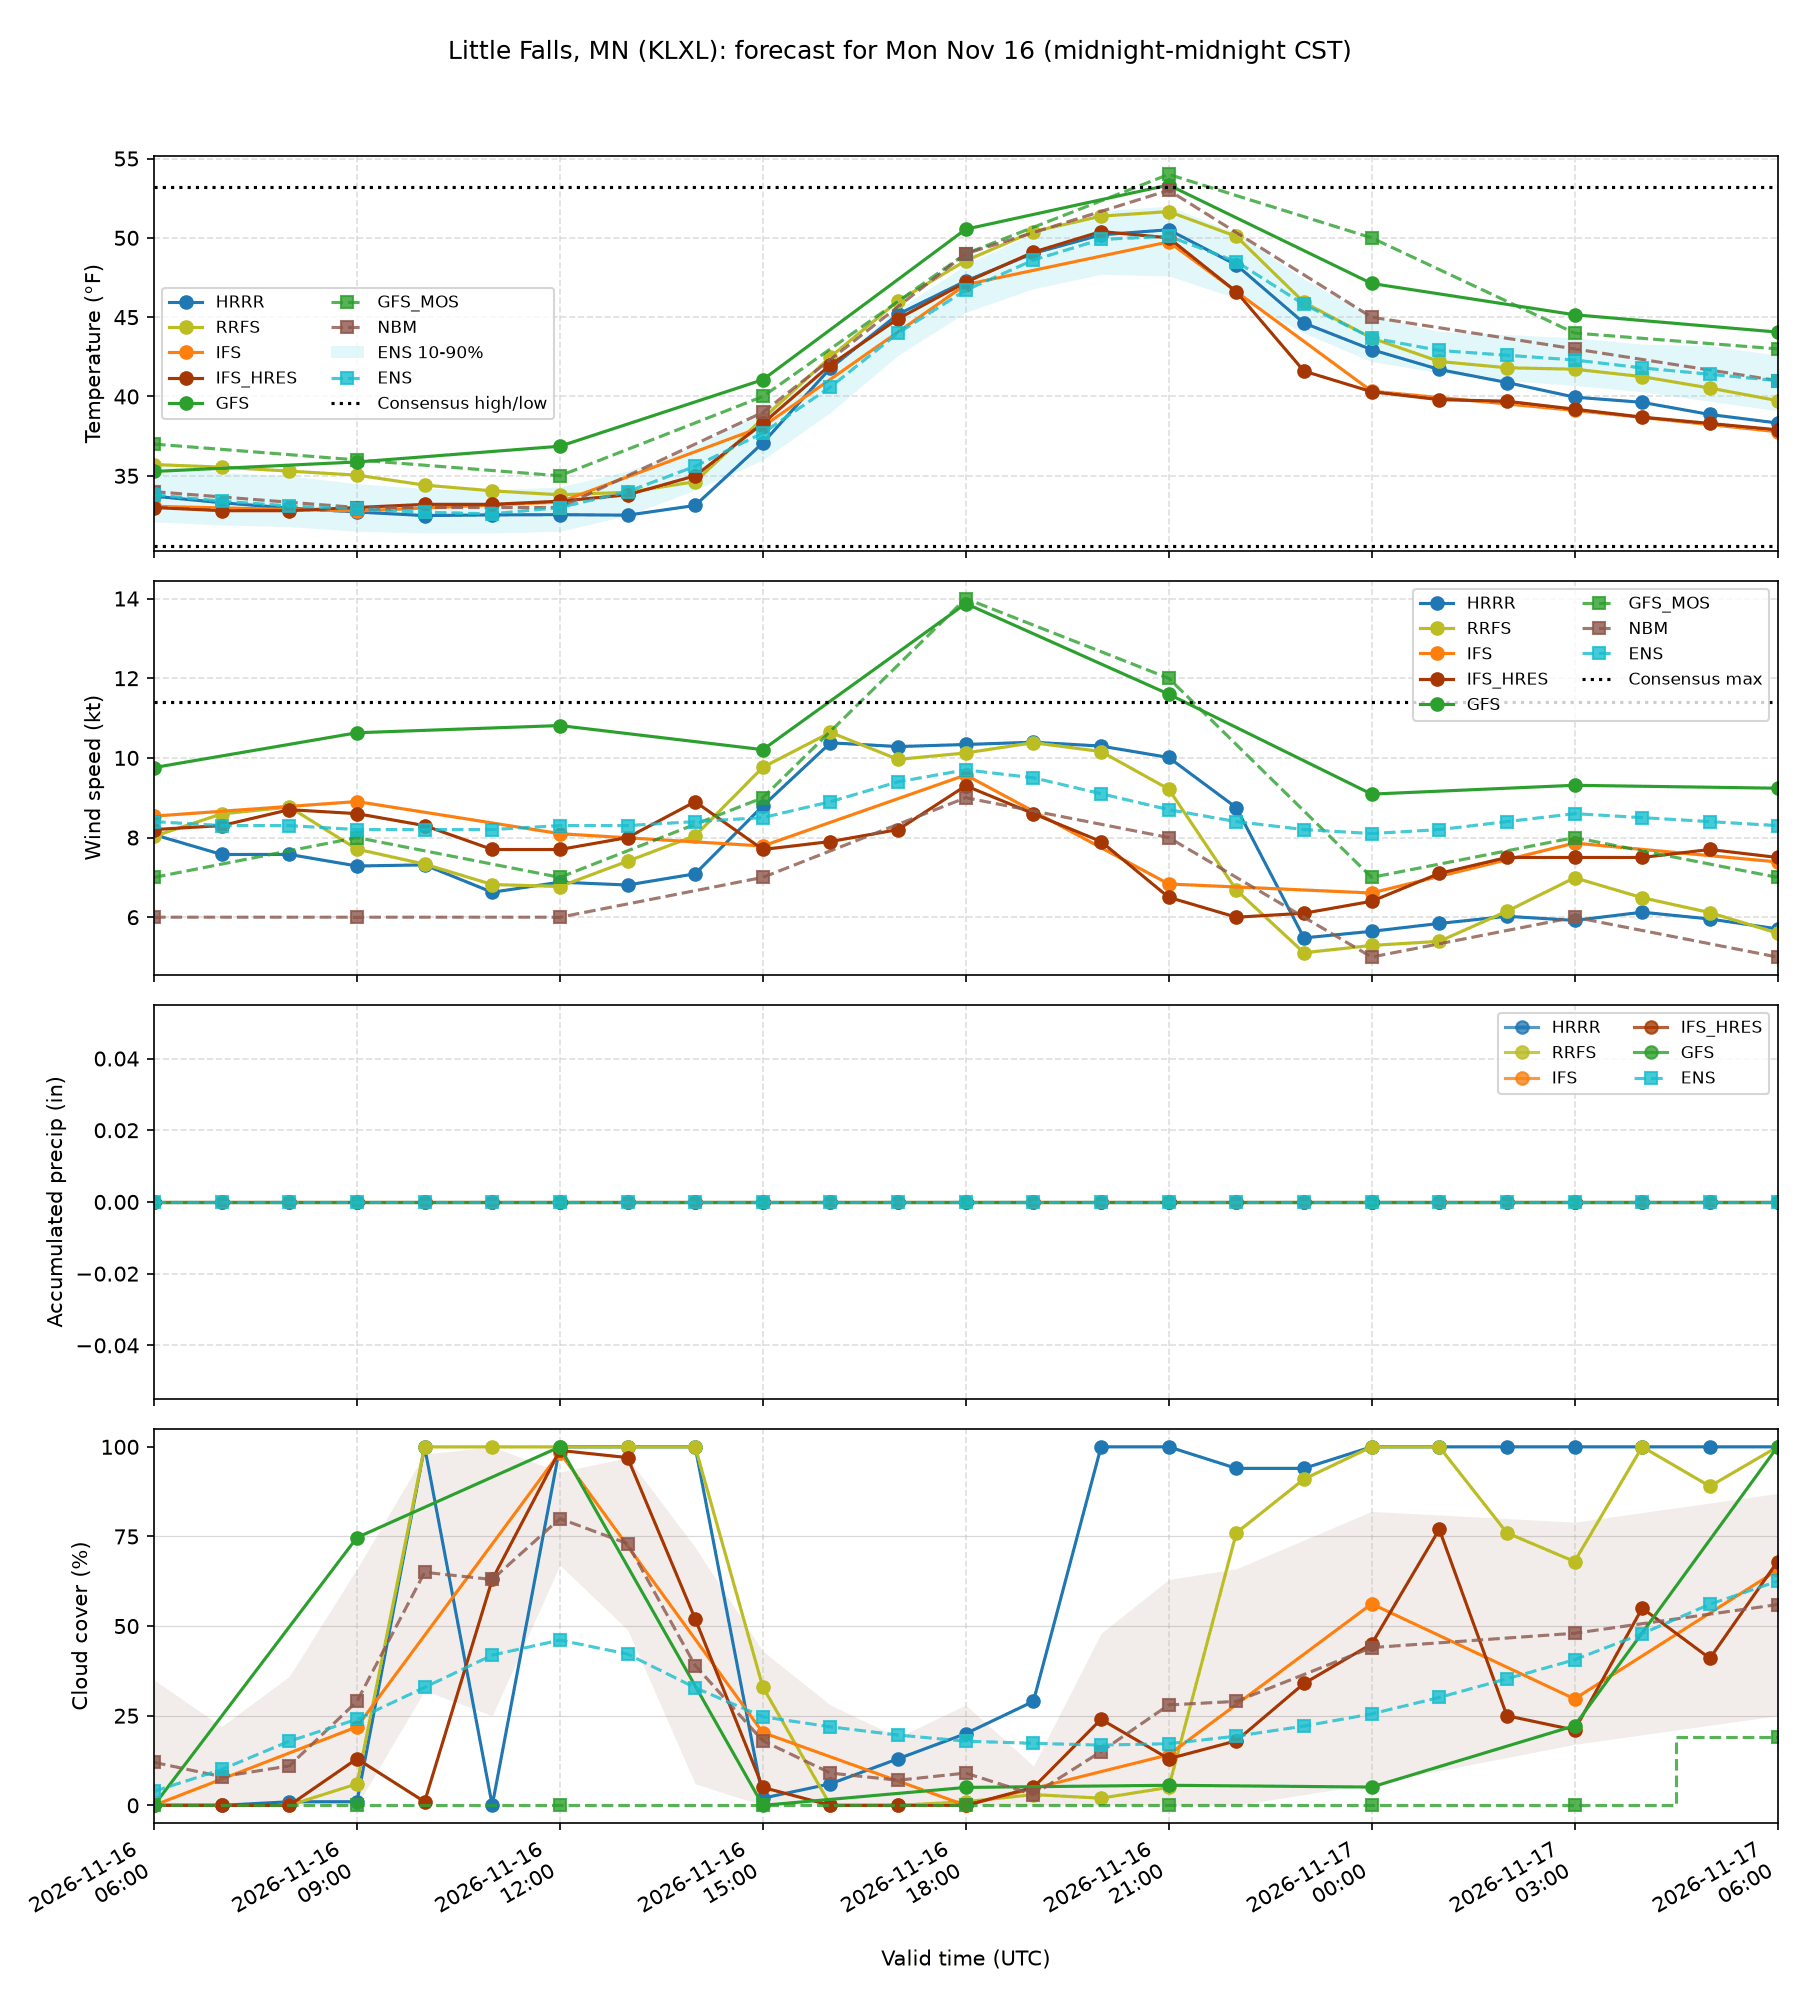 Little Falls, MN (KLXL): forecast for Mon Nov 16 (midnight-midnight CST)
Temperature (°F)
55
50
45
40
35
HRRR
RRFS
IFS
IFS_HRES
GFS
GFS_MOS
NBM
ENS 10-90%
ENS
Consensus high/low
Wind speed (kt)
14
12
10
8
6
HRRR
RRFS
IFS
IFS_HRES
GFS
GFS_MOS
NBM
ENS
Consensus max
Accumulated precip (in)
0.04
0.02
0.00
−0.02
−0.04
HRRR
RRFS
IFS
IFS_HRES
GFS
ENS
Cloud cover (%)
100
75
50
25
0
2026-11-16
06:00
2026-11-16
09:00
2026-11-16
12:00
2026-11-16
15:00
2026-11-16
18:00
2026-11-16
21:00
2026-11-17
00:00
2026-11-17
03:00
2026-11-17
06:00
Valid time (UTC)